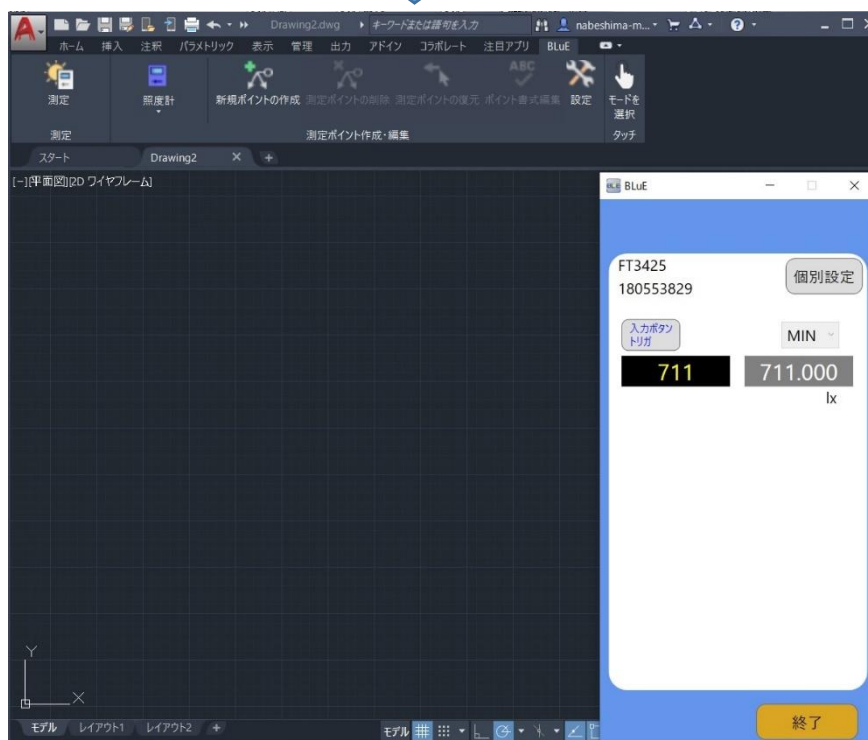 A
Drawing2.dwg
キーワードまたは語句を入力
nabeshima-m...
ホーム 挿入 注釈 パラメトリック 表示 管理 出力 アドイン コラボレート 注目アプリ BLuE
測定
照度計
新規ポイントの作成
測定ポイントの削除
測定ポイントの復元
ABC
ポイント書式編集
設定
モードを
選択
測定
測定ポイント作成・編集
タッチ
スタート
Drawing2
[−][平面図][2D ワイヤフレーム]
BLuE
FT3425
180553829
個別設定
入力ボタン
トリガ
MIN
711
711.000
lx
Y
X
終了
モデル レイアウト1 レイアウト2 +
モデル